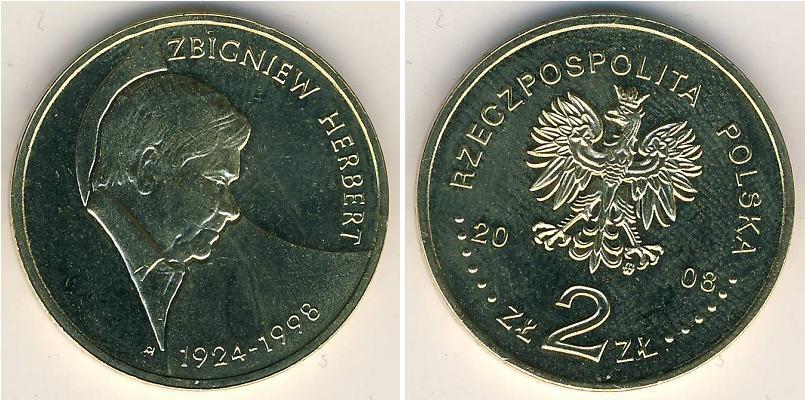 ZBIGNIEW HERBERT
1924-1998
RZECZPOSPOLITA POLSKA
20 08
ZŁ 2 ZŁ